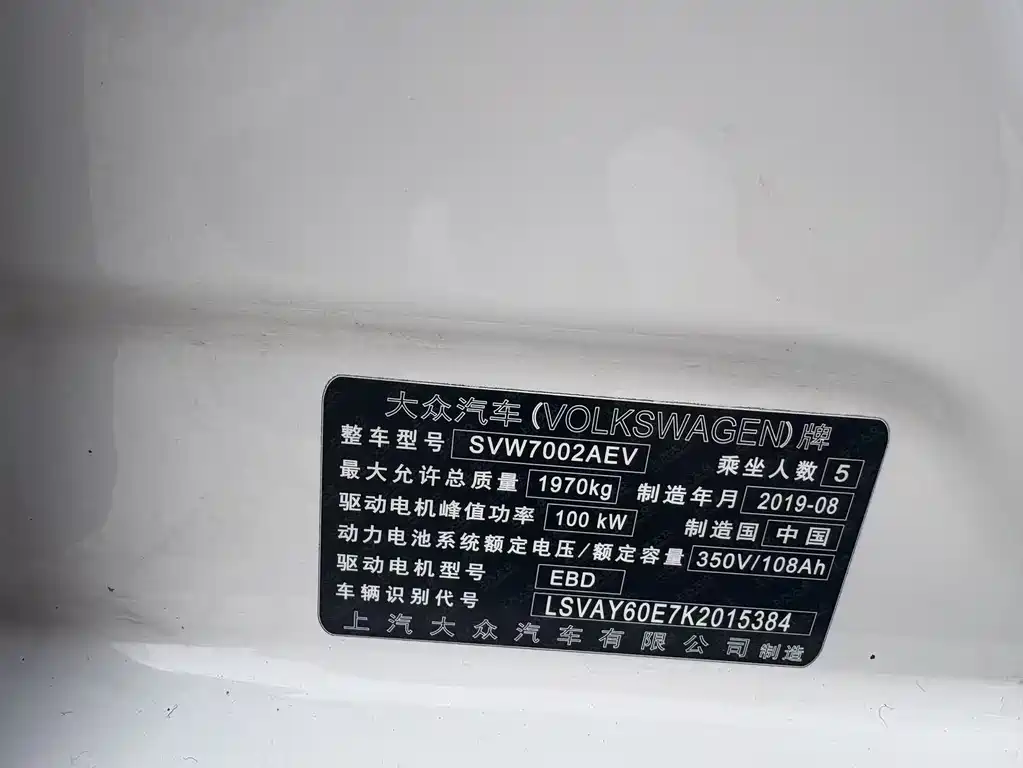 大众汽车(VOLKSWAGEN)牌
整车型号 SVW7002AEV 乘坐人数 5
最大允许总质量 1970kg 制造年月 2019-08
驱动电机峰值功率 100 kW 制造国 中国
动力电池系统额定电压/额定容量 350V/108Ah
驱动电机型号 EBD
车辆识别代号 LSVAY60E7K2015384
上汽大众汽车有限公司 制造